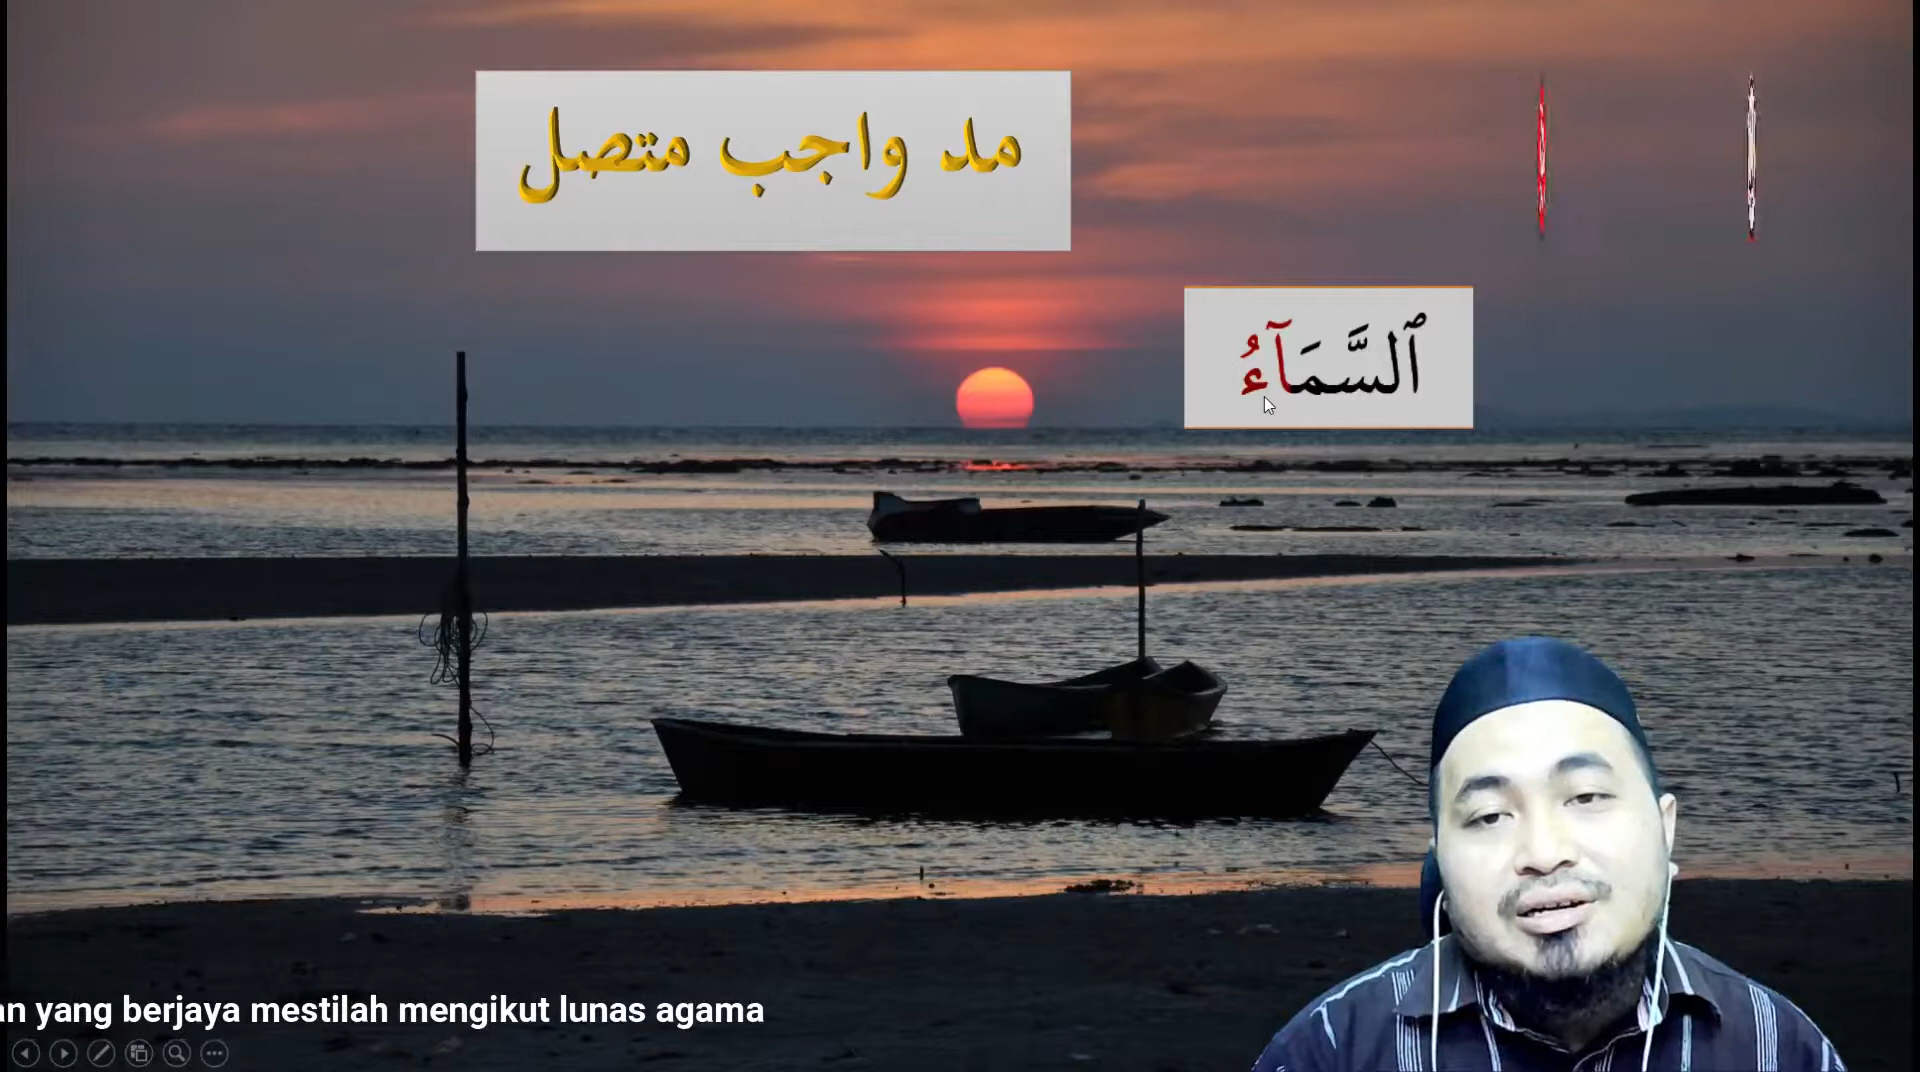 مد واجب متصل
ٱلسَّمَآءُ
yang berjaya mestilah mengikut lunas agama